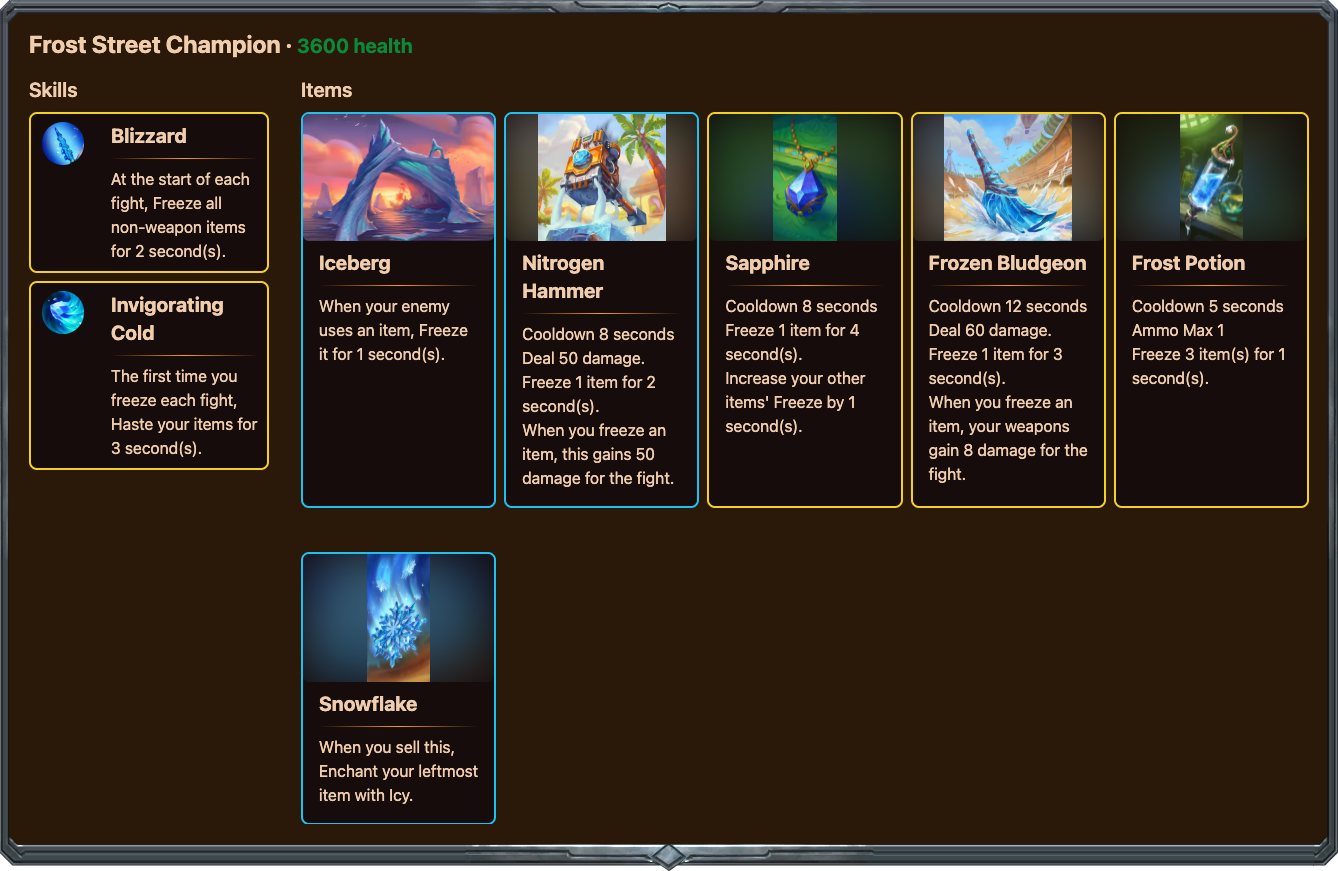 Frost Street Champion · 3600 health
Skills
Blizzard
At the start of each
fight, Freeze all
non-weapon items
for 2 second(s).
Invigorating
Cold
The first time you
freeze each fight,
Haste your items for
3 second(s).
Items
Iceberg
When your enemy
uses an item, Freeze
it for 1 second(s).
Nitrogen
Hammer
Cooldown 8 seconds
Deal 50 damage.
Freeze 1 item for 2
second(s).
When you freeze an
item, this gains 50
damage for the fight.
Sapphire
Cooldown 8 seconds
Freeze 1 item for 4
second(s).
Increase your other
items' Freeze by 1
second(s).
Frozen Bludgeon
Cooldown 12 seconds
Deal 60 damage.
Freeze 1 item for 3
second(s).
When you freeze an
item, your weapons
gain 8 damage for the
fight.
Frost Potion
Cooldown 5 seconds
Ammo Max 1
Freeze 3 item(s) for 1
second(s).
Snowflake
When you sell this,
Enchant your leftmost
item with Icy.